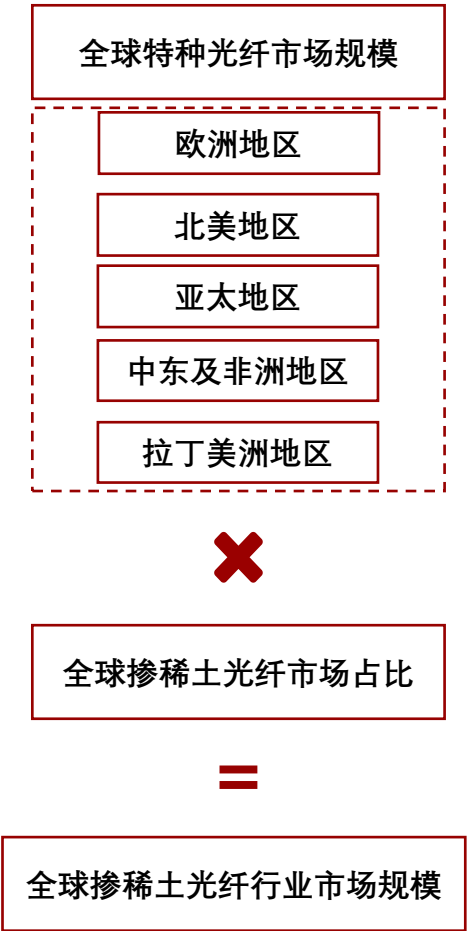 全球特种光纤市场规模
欧洲地区
北美地区
亚太地区
中东及非洲地区
拉丁美洲地区
×
全球掺稀土光纤市场占比
=
全球掺稀土光纤行业市场规模